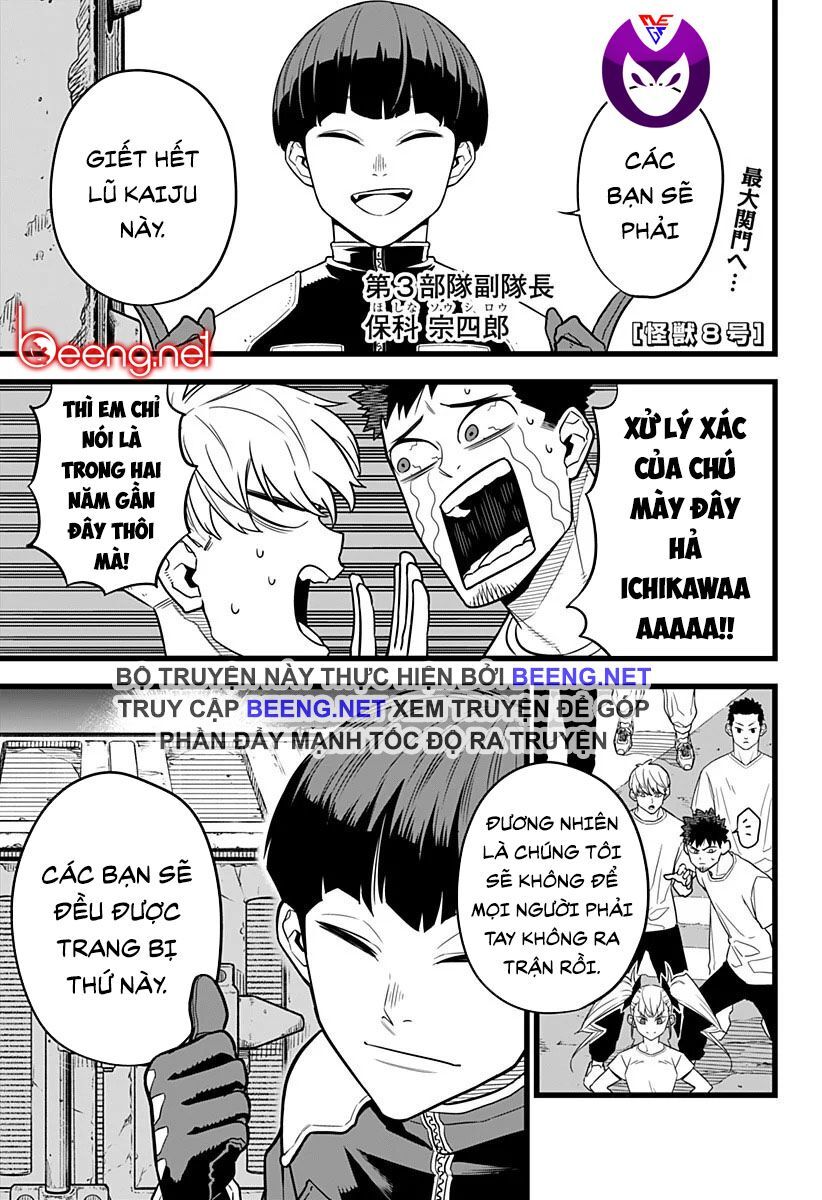 CÁC
BẠN SẼ
PHẢI
GIẾT HẾT
LŨ KAIJU
NÀY.
最大関門へ…
第3部隊副隊長
ほしな ソウシロウ
保科 宗四郎
[怪獣8号]
beeng.net
XỬ LÝ XÁC
CỦA CHÚ
MÀY ĐÂY
HẢ
ICHIKAWAA
AAAAA!!
THÌ EM CHỈ
NÓI LÀ
TRONG HAI
NĂM GẦN
ĐÂY THÔI
MÀ!
BỘ TRUYỆN NÀY THỰC HIỆN BỞI BEENG.NET
TRUY CẬP BEENG.NET XEM TRUYỆN ĐỂ GÓP
PHẦN ĐẨY MẠNH TỐC ĐỘ RA TRUYỆN
ĐƯƠNG NHIÊN
LÀ CHÚNG TÔI
SẼ KHÔNG ĐỂ
MỌI NGƯỜI PHẢI
TAY KHÔNG RA
TRẬN RỒI.
CÁC BẠN SẼ
ĐỀU ĐƯỢC
TRANG BỊ
THỨ NÀY.